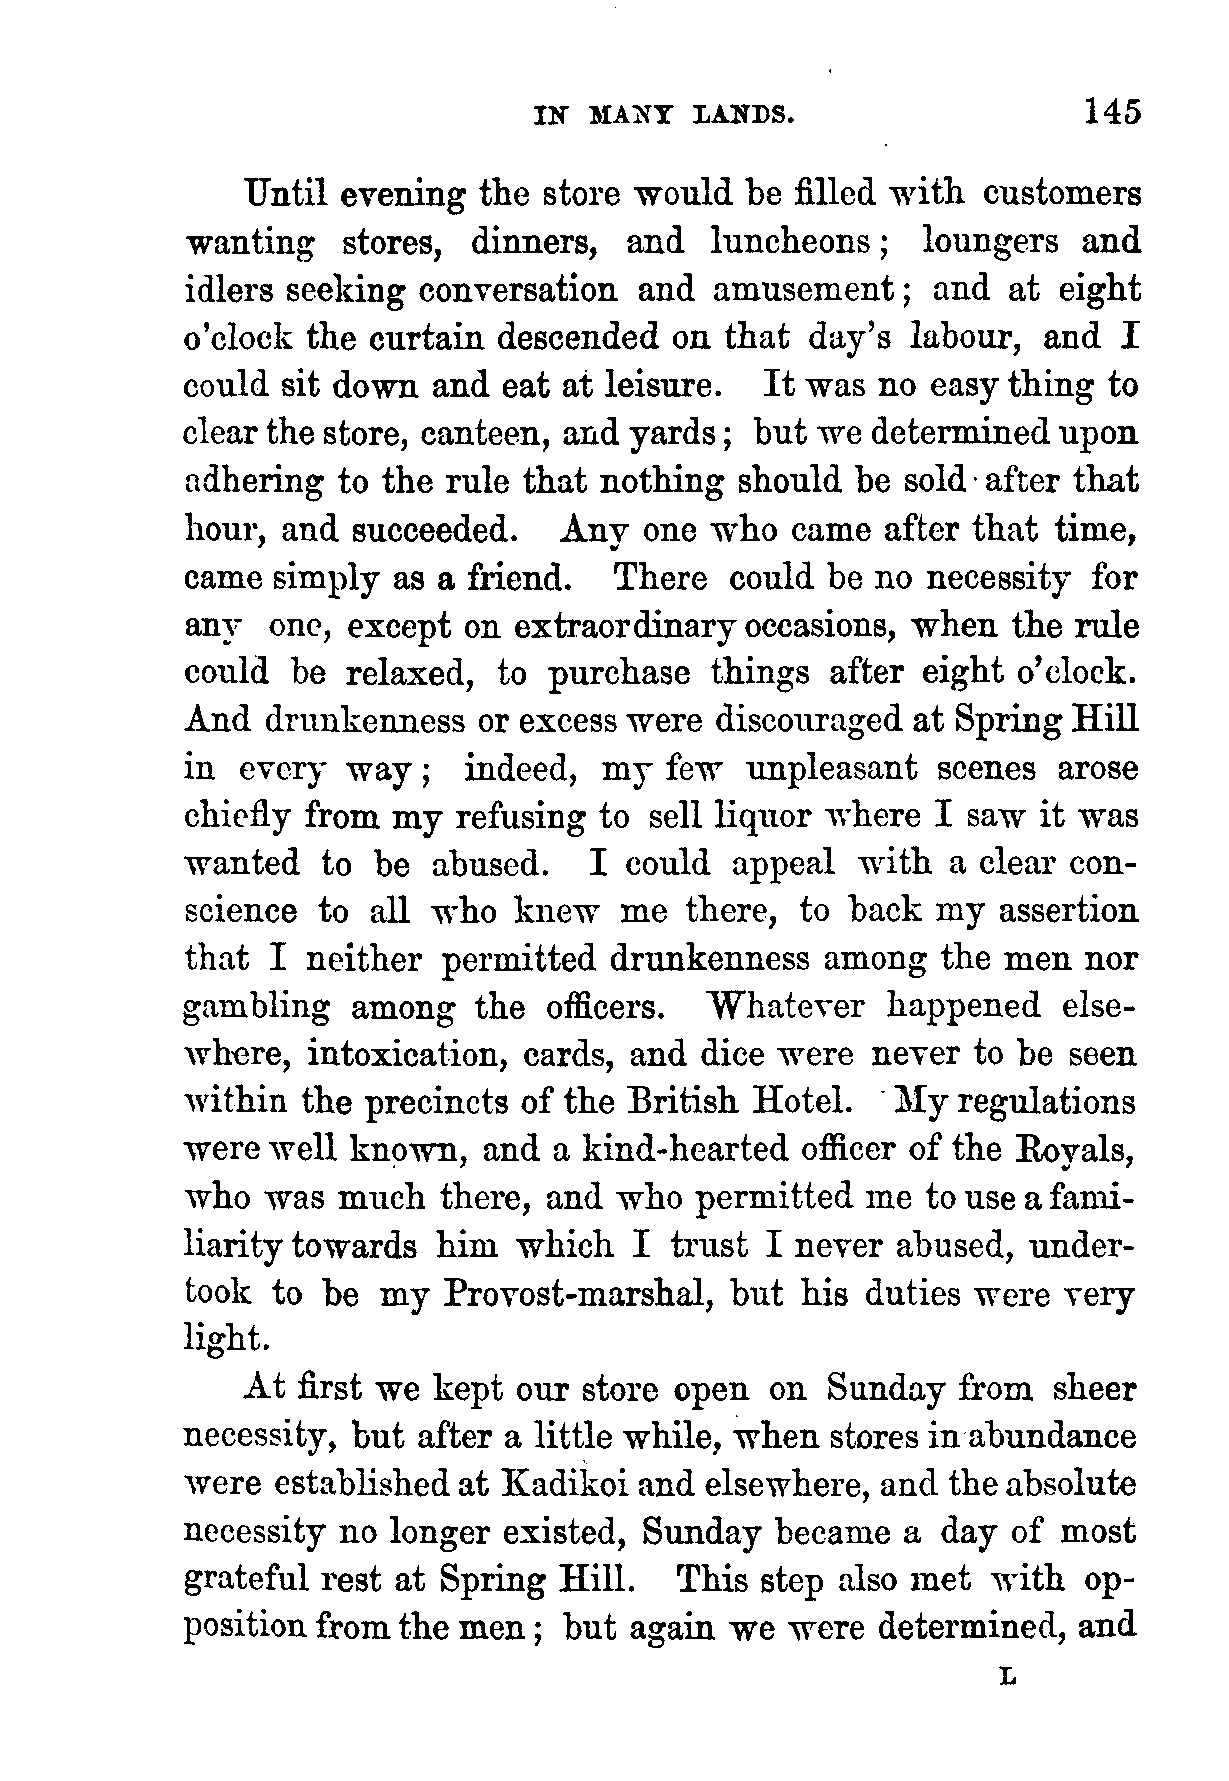 IN MANY LANDS. 145
Until evening the store would be filled with customers
wanting stores, dinners, and luncheons; loungers and
idlers seeking conversation and amusement; and at eight
o'clock the curtain descended on that day's labour, and I
could sit down and eat at leisure. It was no easy thing to
clear the store, canteen, and yards; but we determined upon
adhering to the rule that nothing should be sold after that
hour, and succeeded. Any one who came after that time,
came simply as a friend. There could be no necessity for
any one, except on extraordinary occasions, when the rule
could be relaxed, to purchase things after eight o'clock.
And drunkenness or excess were discouraged at Spring Hill
in every way; indeed, my few unpleasant scenes arose
chiefly from my refusing to sell liquor where I saw it was
wanted to be abused. I could appeal with a clear con-
science to all who knew me there, to back my assertion
that I neither permitted drunkenness among the men nor
gambling among the officers. Whatever happened else-
where, intoxication, cards, and dice were never to be seen
within the precincts of the British Hotel. My regulations
were well known, and a kind-hearted officer of the Royals,
who was much there, and who permitted me to use a fami-
liarity towards him which I trust I never abused, under-
took to be my Provost-marshal, but his duties were very
light.
At first we kept our store open on Sunday from sheer
necessity, but after a little while, when stores in abundance
were established at Kadikoi and elsewhere, and the absolute
necessity no longer existed, Sunday became a day of most
grateful rest at Spring Hill. This step also met with op-
position from the men; but again we were determined, and
L